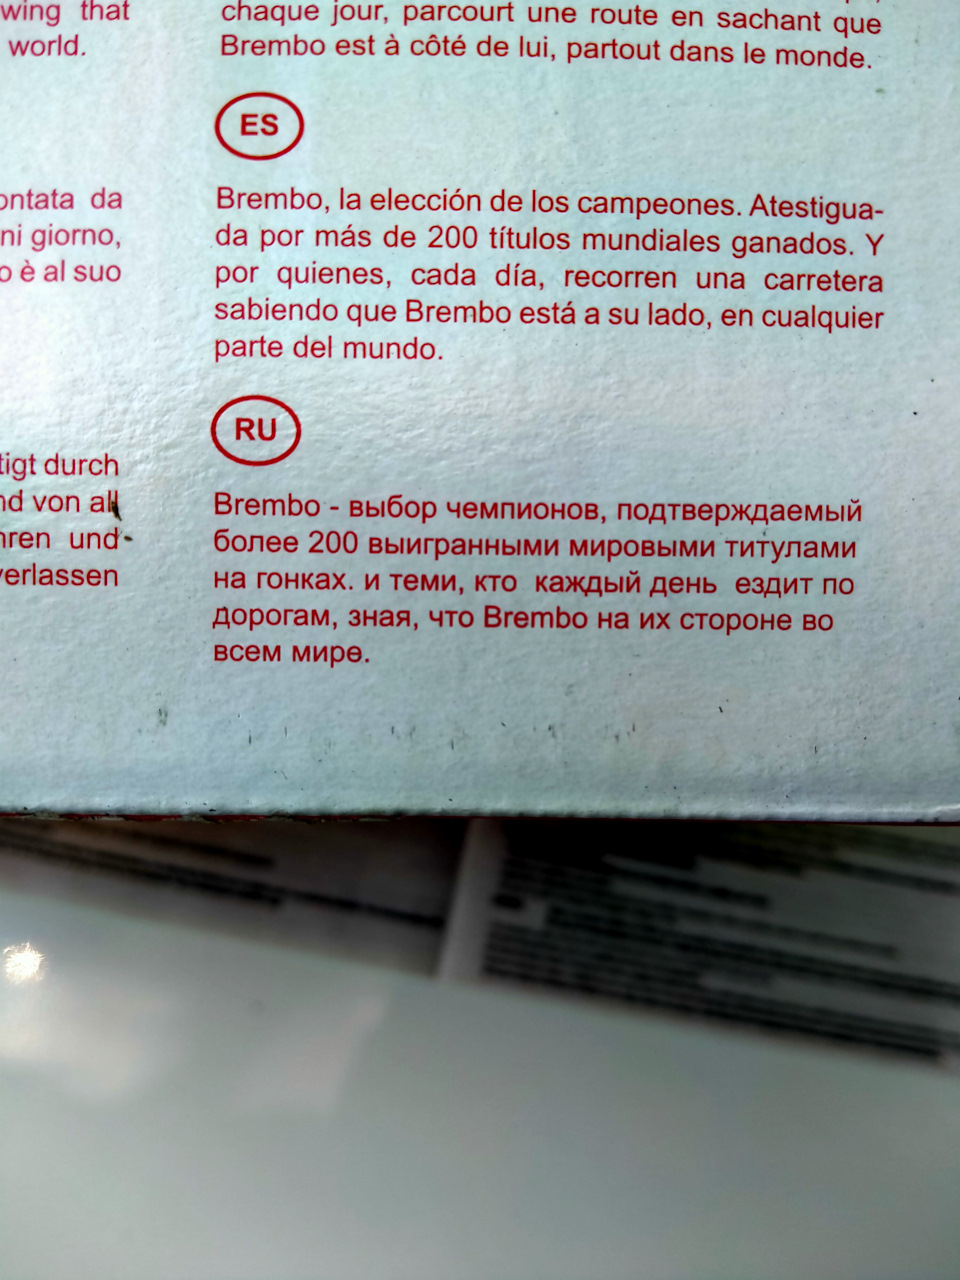 wing that
world.
ontata da
ni giorno,
o è al suo
tigt durch
nd von all
hren und
verlassen
chaque jour, parcourt une route en sachant que
Brembo est à côté de lui, partout dans le monde.
ES
Brembo, la elección de los campeones. Atestigua-
da por más de 200 títulos mundiales ganados. Y
por quienes, cada día, recorren una carretera
sabiendo que Brembo está a su lado, en cualquier
parte del mundo.
RU
Brembo - выбор чемпионов, подтверждаемый
более 200 выигранными мировыми титулами
на гонках. и теми, кто каждый день ездит по
дорогам, зная, что Brembo на их стороне во
всем мире.